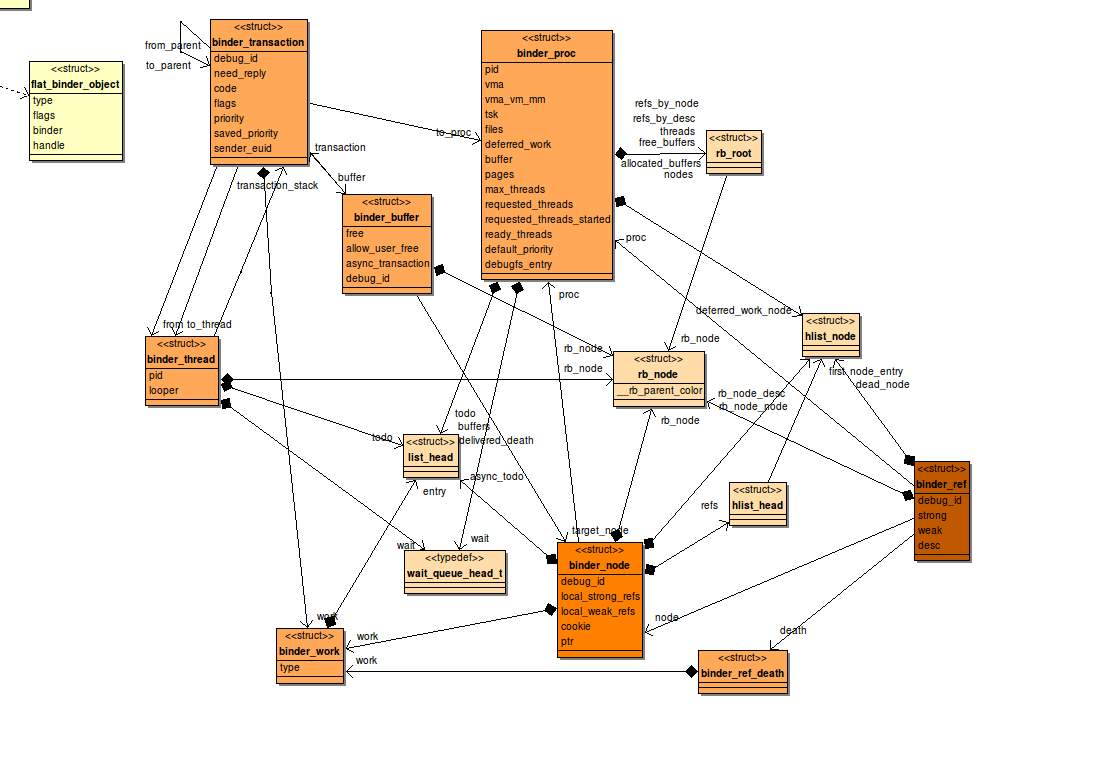 <<struct>>
flat_binder_object
type
flags
binder
handle
from_parent
to_parent
<<struct>>
binder_transaction
debug_id
need_reply
code
flags
priority
saved_priority
sender_euid
to_proc
transaction
buffer
transaction_stack
<<struct>>
binder_buffer
free
allow_user_free
async_transaction
debug_id
<<struct>>
binder_proc
pid
vma
vma_vm_mm
tsk
files
deferred_work
buffer
pages
max_threads
requested_threads
requested_threads_started
ready_threads
default_priority
debugfs_entry
refs_by_node
refs_by_desc
threads
free_buffers
allocated_buffers
nodes
<<struct>>
rb_root
proc
proc
deferred_work_node
<<struct>>
hlist_node
first node_entry
dead_node
from to_thread
<<struct>>
binder_thread
pid
looper
rb_node
rb_node
rb_node
<<struct>>
rb_node
__rb_parent_color
rb_node_desc
rb_node_node
rb_node
todo
buffers
delivered_death
todo
<<struct>>
list_head
async_todo
entry
wait
wait
<<typedef>>
wait_queue_head_t
refs
<<struct>>
hlist_head
<<struct>>
binder_ref
debug_id
strong
weak
desc
target_node
<<struct>>
binder_node
debug_id
local_strong_refs
local_weak_refs
cookie
ptr
node
death
work
work
work
<<struct>>
binder_work
type
<<struct>>
binder_ref_death